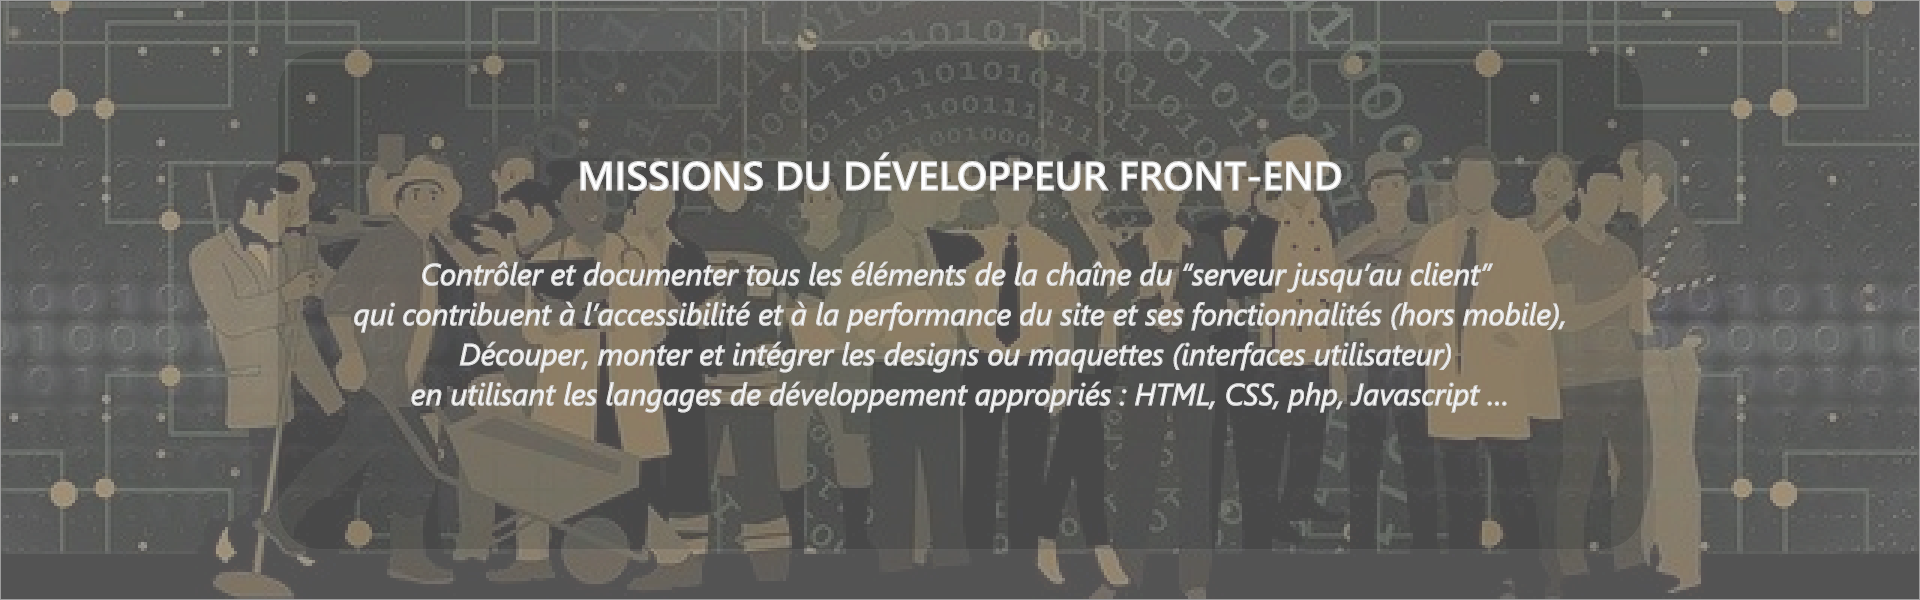 MISSIONS DU DÉVELOPPEUR FRONT-END
Contrôler et documenter tous les éléments de la chaîne du “serveur jusqu’au client”
qui contribuent à l’accessibilité et à la performance du site et ses fonctionnalités (hors mobile),
Découper, monter et intégrer les designs ou maquettes (interfaces utilisateur)
en utilisant les langages de développement appropriés : HTML, CSS, php, Javascript ...